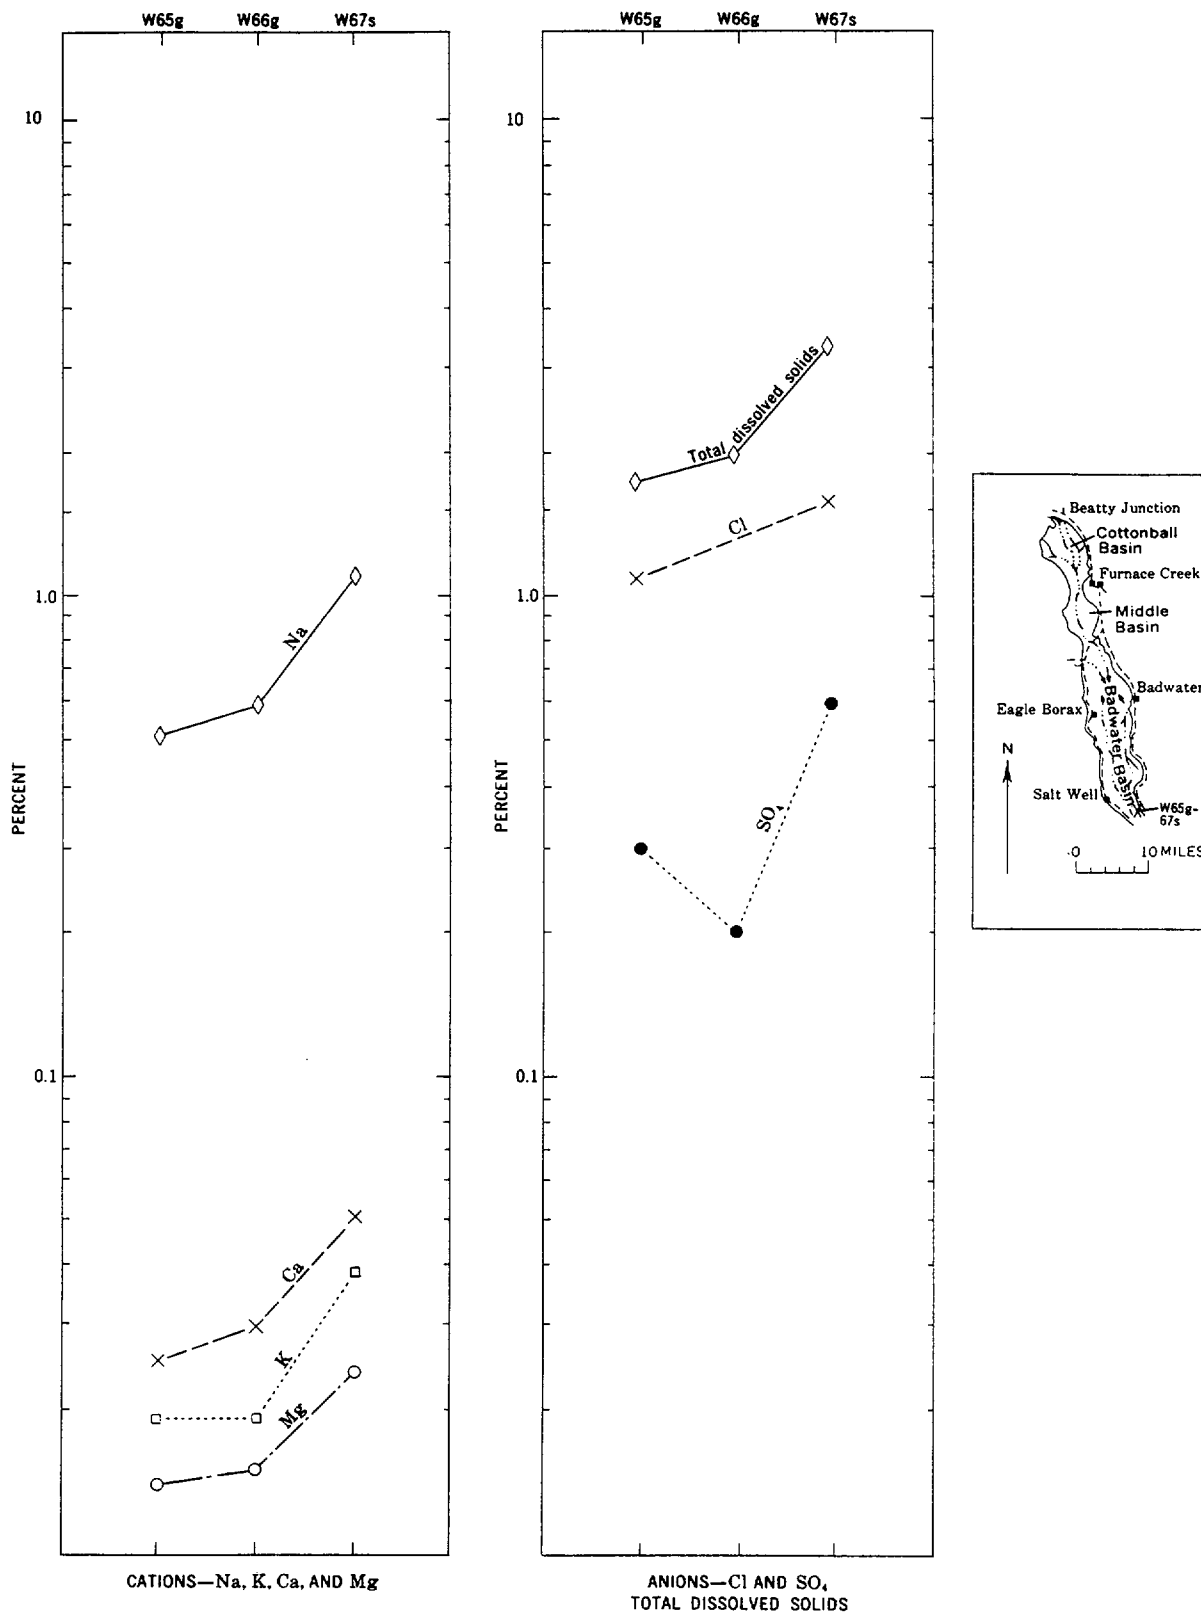 W65g W66g W67s
10
1.0
0.1
PERCENT
Na
Ca
K
Mg
CATIONS—Na, K, Ca, AND Mg
W65g W66g W67s
10
1.0
0.1
PERCENT
Total dissolved solids
Cl
SO₄
ANIONS—Cl AND SO₄
TOTAL DISSOLVED SOLIDS
Beatty Junction
Cottonball
Basin
Furnace Creek
Middle
Basin
Badwater
Eagle Borax
Badwater Basin
N
Salt Well
W65g-
67s
0 10 MILES